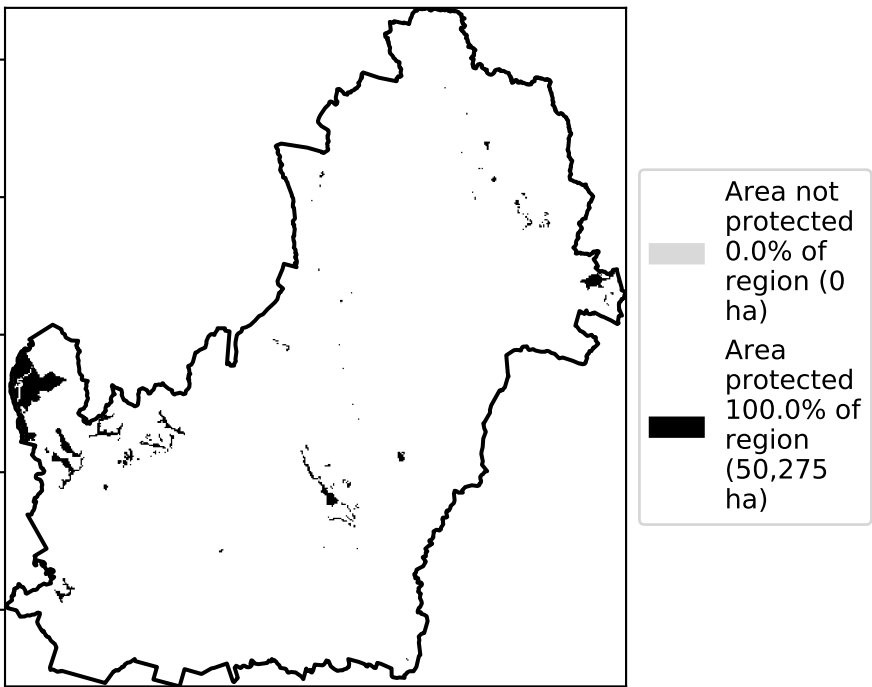 Area not
protected
0.0% of
region (0
ha)
Area
protected
100.0% of
region
(50,275
ha)